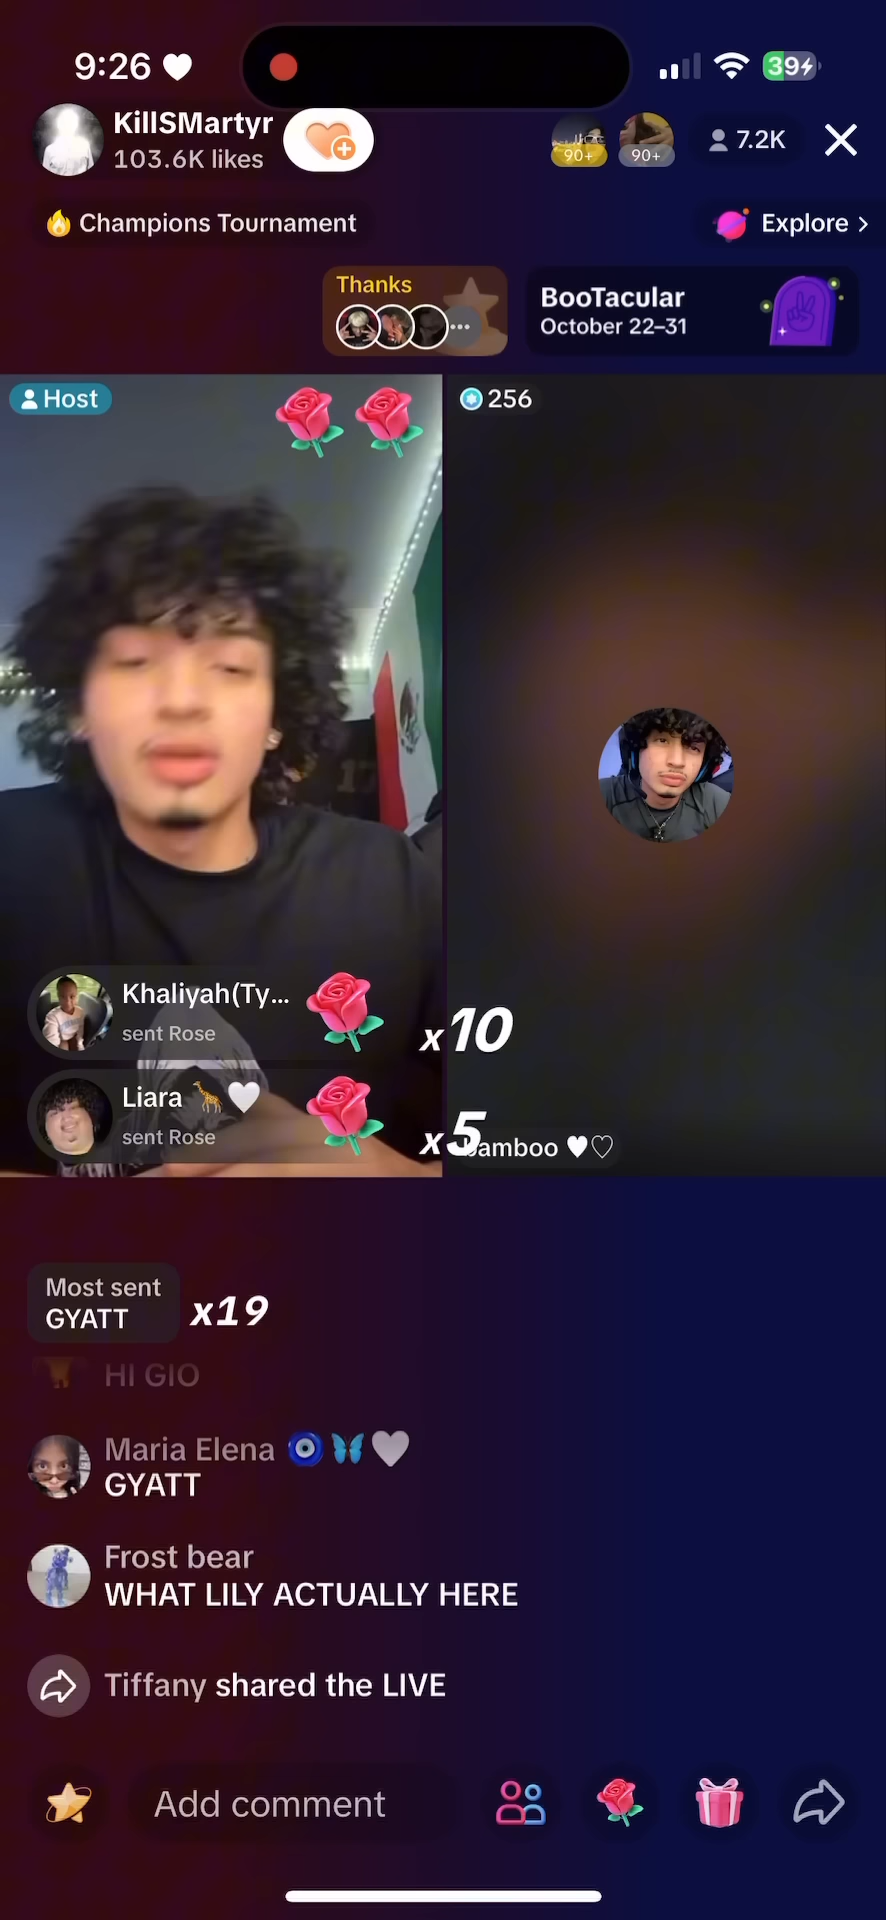 9:26
39
KillSMartyr
103.6K likes
90+
90+
7.2K
Champions Tournament
Explore >
Thanks
BooTacular
October 22–31
Host
256
Khaliyah(Ty...
sent Rose
x10
Liara
sent Rose
x5
bamboo
Most sent
GYATT
x19
HI GIO
Maria Elena
GYATT
Frost bear
WHAT LILY ACTUALLY HERE
Tiffany shared the LIVE
Add comment